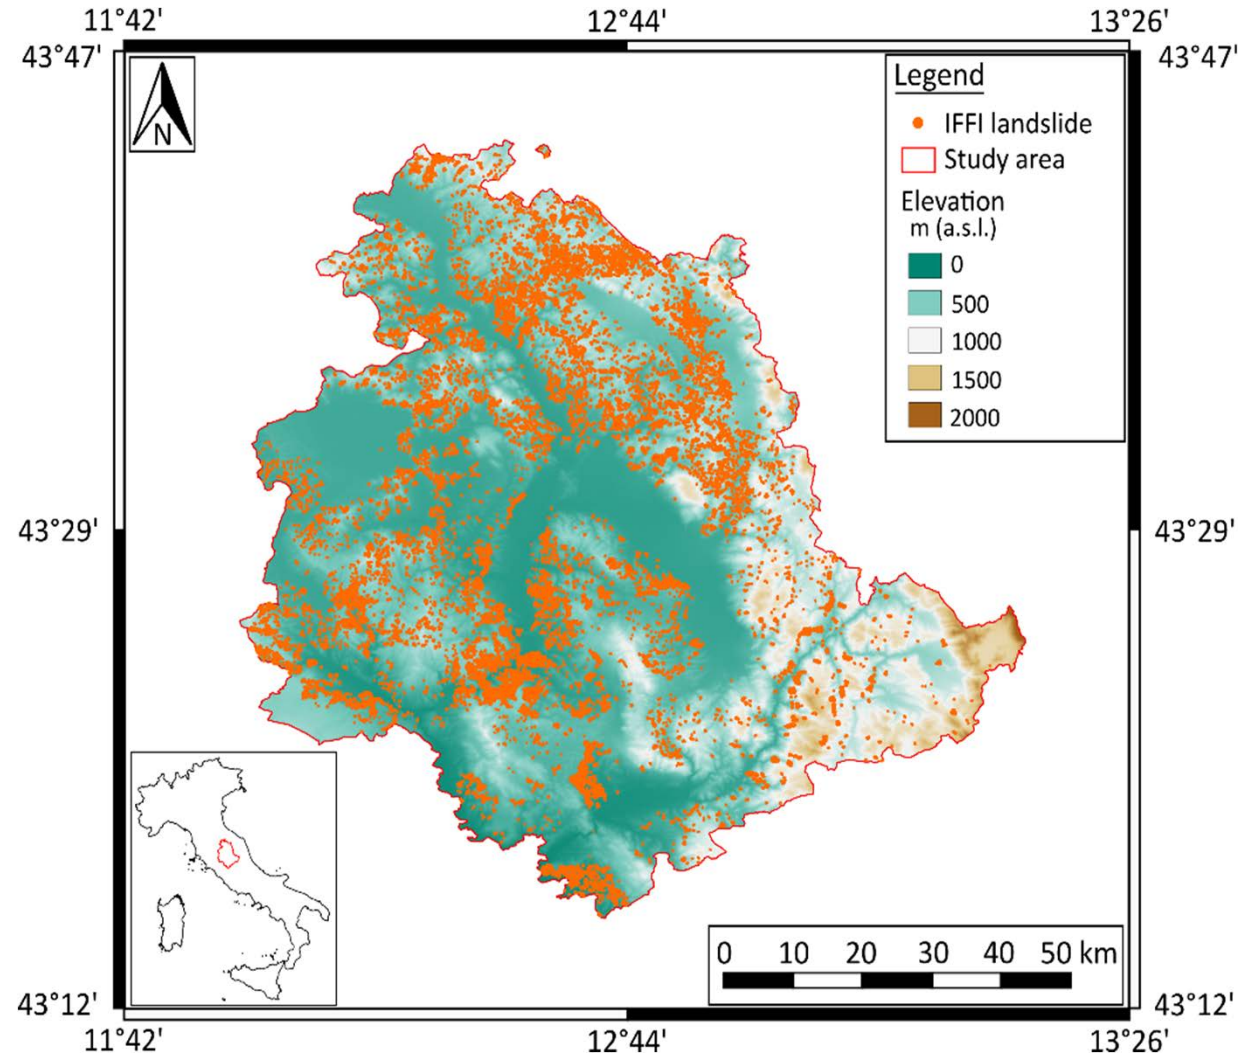 11°42' 12°44' 13°26'
43°47' 43°47'
N
Legend
IFFI landslide
Study area
Elevation
m (a.s.l.)
0
500
1000
1500
2000
43°29' 43°29'
0 10 20 30 40 50 km
43°12' 43°12'
11°42' 12°44' 13°26'